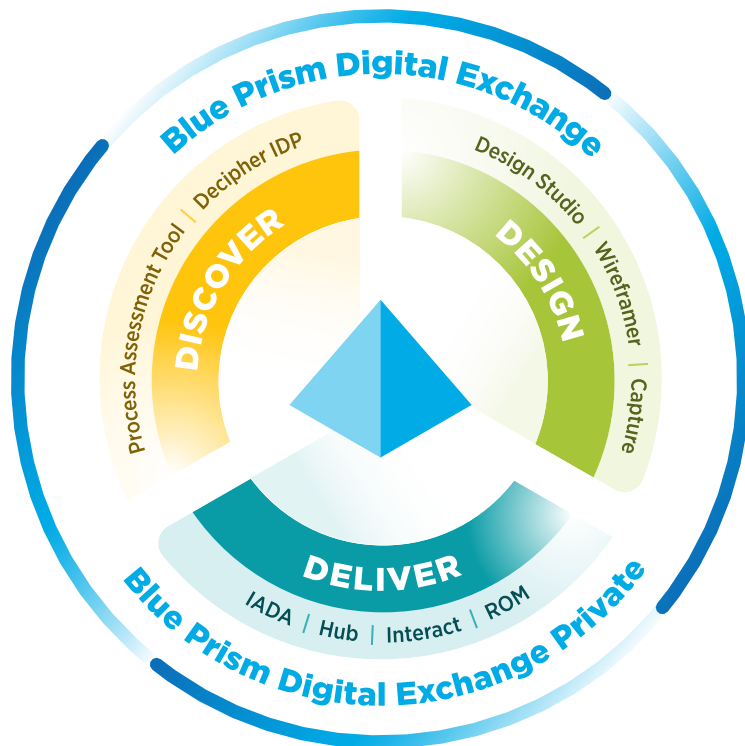 Blue Prism Digital Exchange
Process Assessment Tool | Decipher IDP
DISCOVER
Design Studio | Wireframer | Capture
DESIGN
DELIVER
IADA | Hub | Interact | ROM
Blue Prism Digital Exchange Private